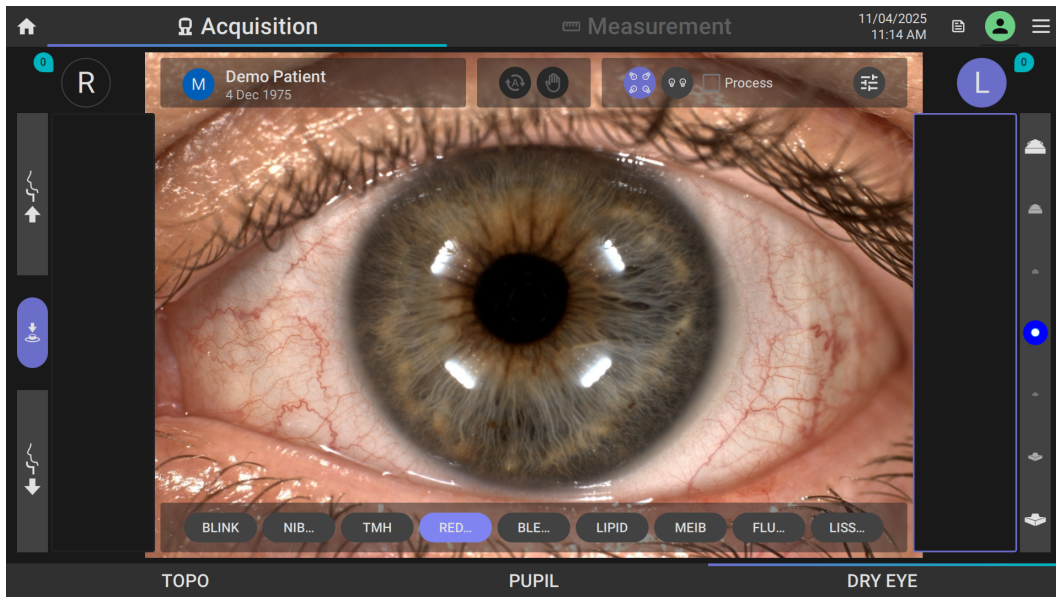 Acquisition
Measurement
11/04/2025
11:14 AM
0
R
M
Demo Patient
4 Dec 1975
A
Process
L
0
BLINK
NIB...
TMH
RED...
BLE...
LIPID
MEIB
FLU...
LISS...
TOPO
PUPIL
DRY EYE